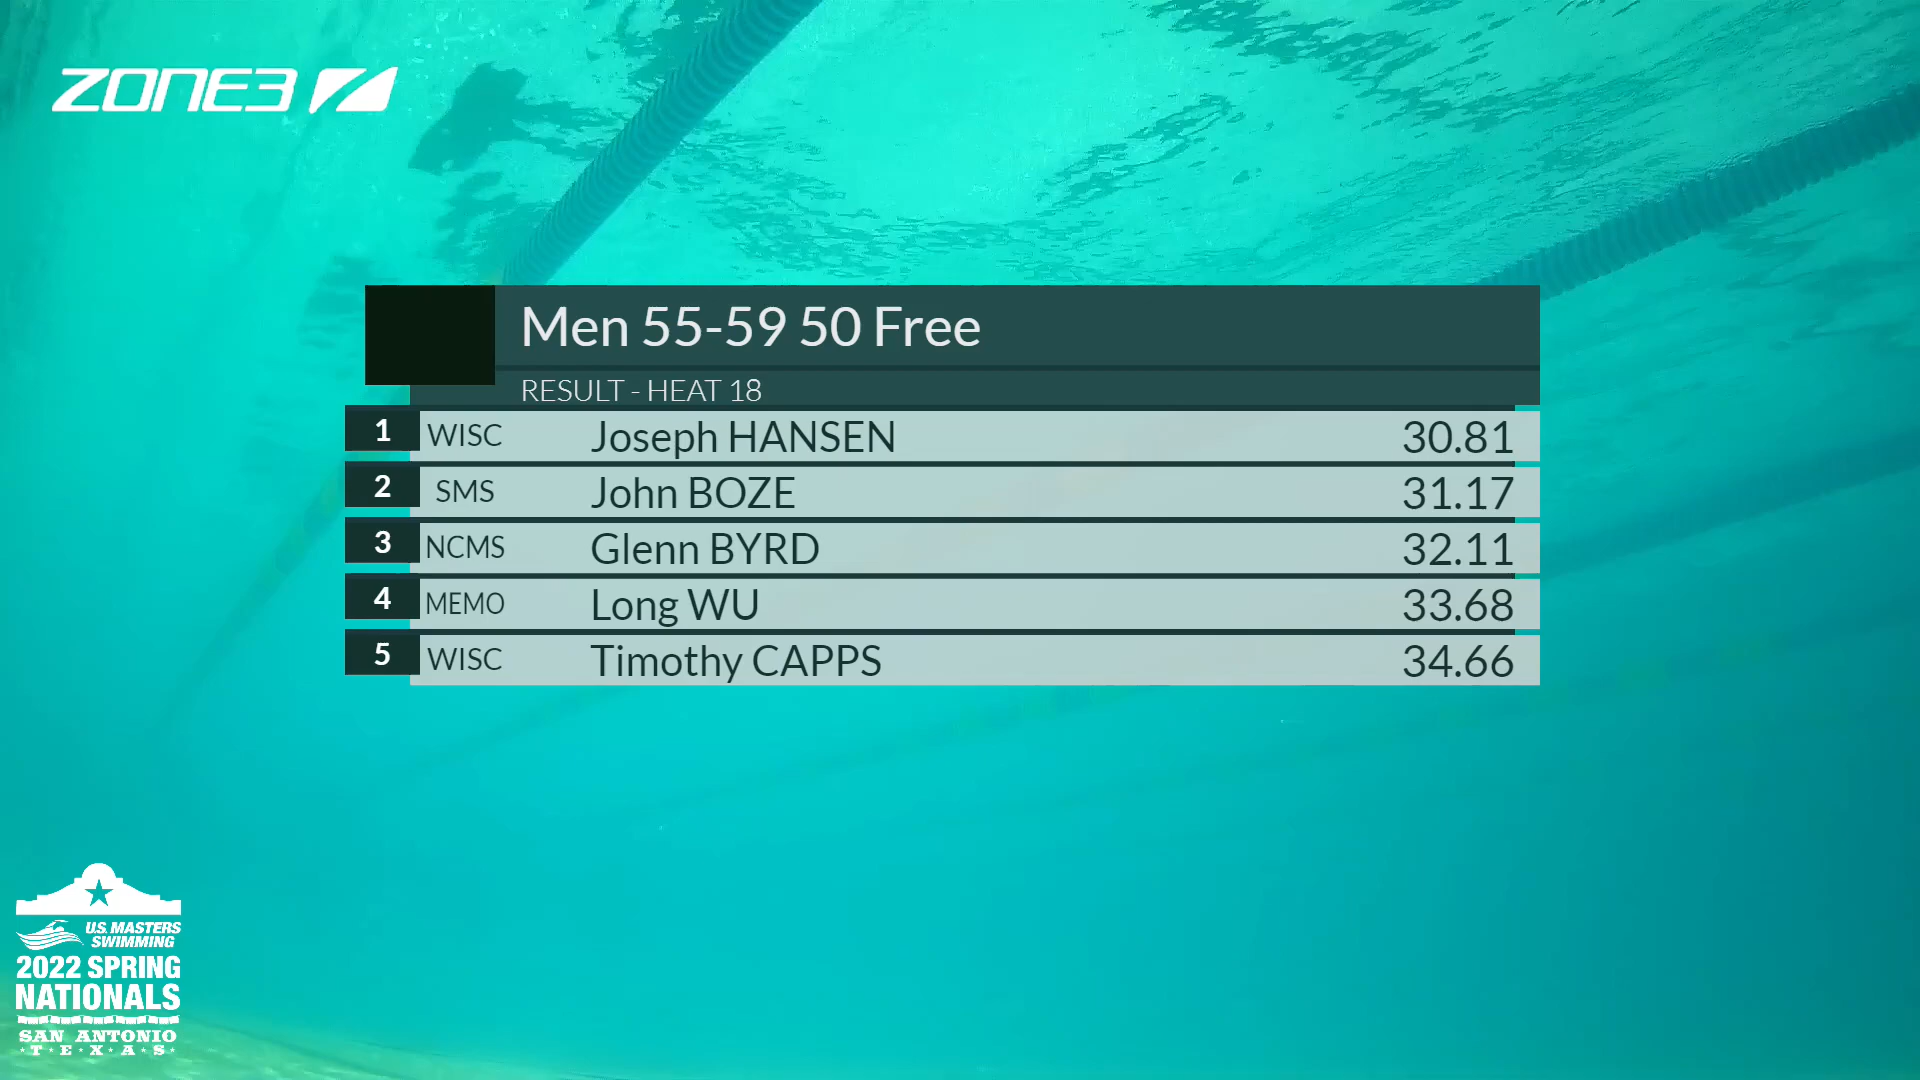 ZONE3
Men 55-59 50 Free
RESULT - HEAT 18
1 WISC Joseph HANSEN 30.81
2 SMS John BOZE 31.17
3 NCMS Glenn BYRD 32.11
4 MEMO Long WU 33.68
5 WISC Timothy CAPPS 34.66
U.S. MASTERS
SWIMMING
2022 SPRING
NATIONALS
SAN ANTONIO
T·E·X·A·S